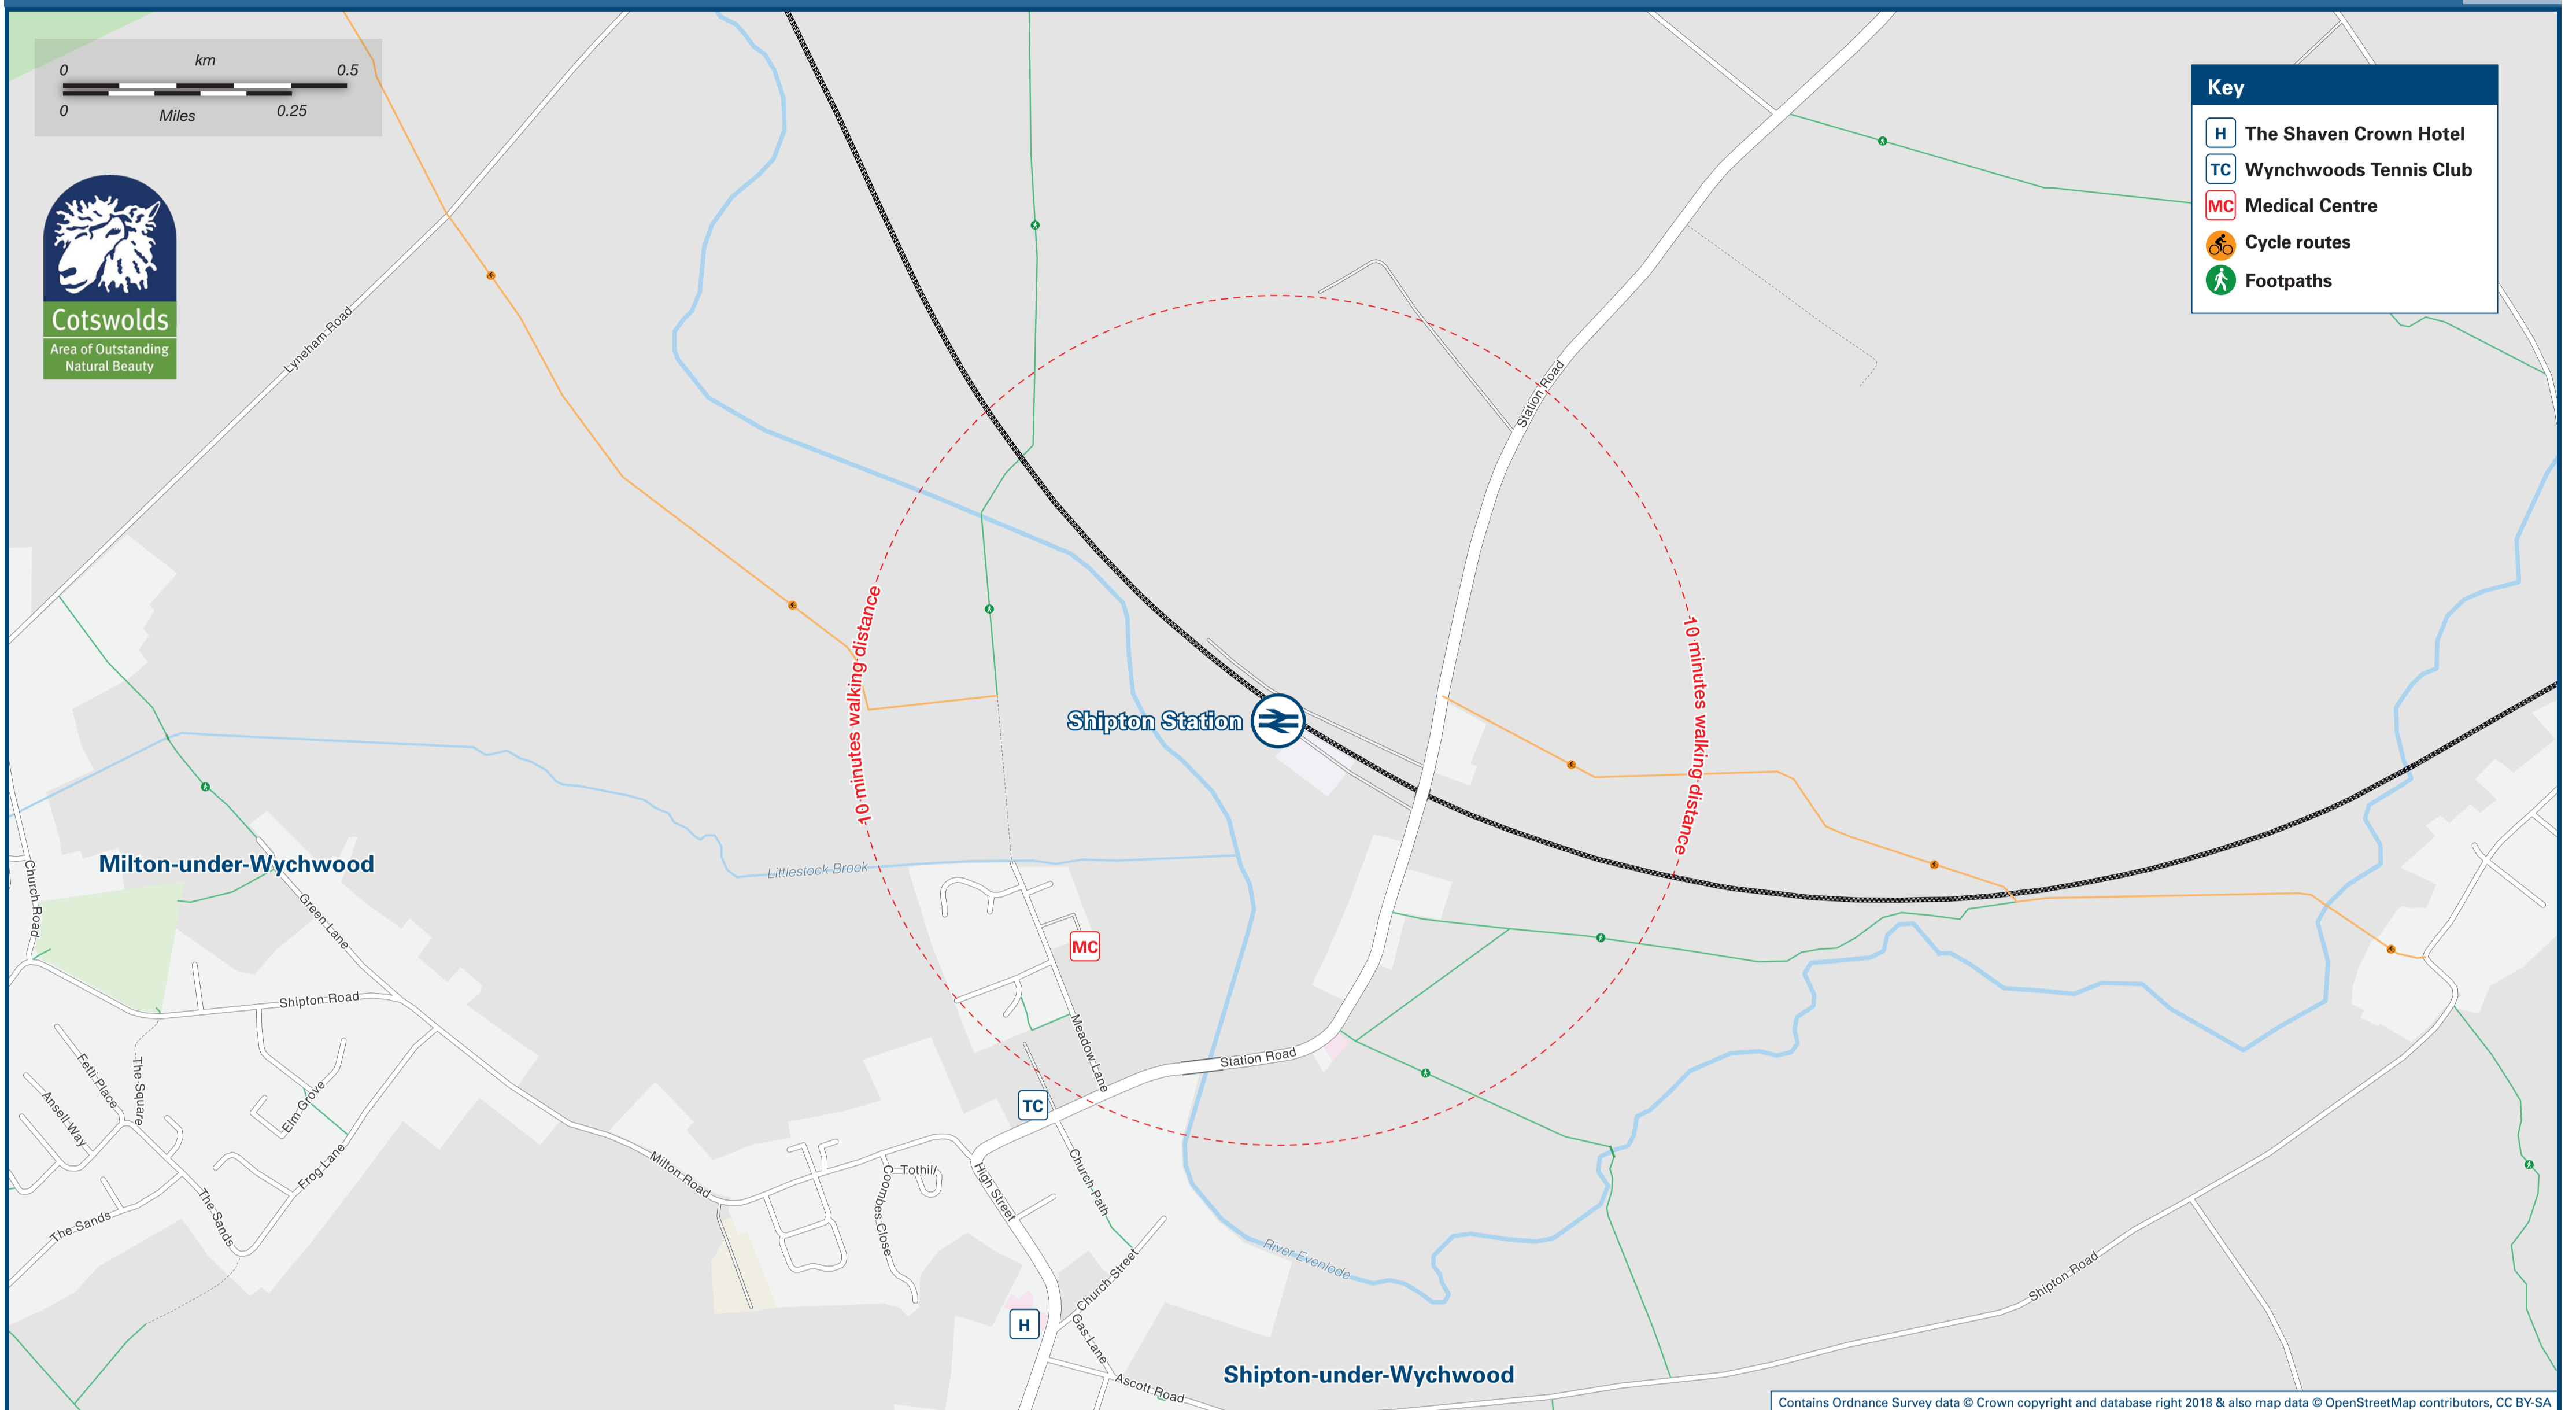 km
0
0.5
0
0.25
Miles
Cotswolds
Area of Outstanding
Natural Beauty
Key
H
The Shaven Crown Hotel
TC
Wynchwoods Tennis Club
MC
Medical Centre
Cycle routes
Footpaths
Lyneham Road
Station Road
10 minutes walking distance
10 minutes walking distance
Shipton Station
Milton-under-Wychwood
Littlestock Brook
Church Road
Green Lane
MC
Shipton Road
Meadow Lane
Station Road
Fetti Place
The Square
Ansell Way
Elm Grove
TC
Frog Lane
Milton Road
Tothill
Coombes Close
High Street
Church Path
The Sands
The Sands
River Evenlode
Church Street
Shipton Road
H
Gas Lane
Shipton-under-Wychwood
Ascott Road
Contains Ordnance Survey data © Crown copyright and database right 2018 & also map data © OpenStreetMap contributors, CC BY-SA